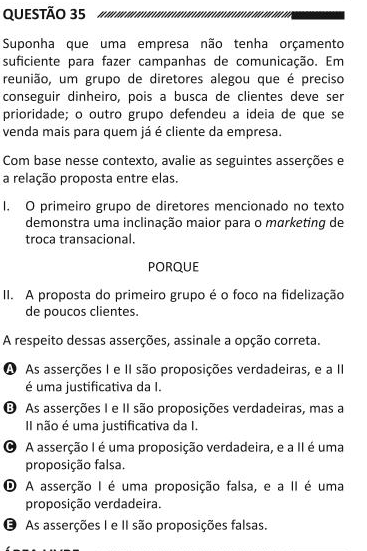 QUESTÃO 35
Suponha que uma empresa não tenha orçamento
suficiente para fazer campanhas de comunicação. Em
reunião, um grupo de diretores alegou que é preciso
conseguir dinheiro, pois a busca de clientes deve ser
prioridade; o outro grupo defendeu a ideia de que se
venda mais para quem já é cliente da empresa.
Com base nesse contexto, avalie as seguintes asserções e
a relação proposta entre elas.
I. O primeiro grupo de diretores mencionado no texto
demonstra uma inclinação maior para o marketing de
troca transacional.
PORQUE
II. A proposta do primeiro grupo é o foco na fidelização
de poucos clientes.
A respeito dessas asserções, assinale a opção correta.
A As asserções I e II são proposições verdadeiras, e a II
é uma justificativa da I.
B As asserções I e II são proposições verdadeiras, mas a
II não é uma justificativa da I.
C A asserção I é uma proposição verdadeira, e a II é uma
proposição falsa.
D A asserção I é uma proposição falsa, e a II é uma
proposição verdadeira.
E As asserções I e II são proposições falsas.